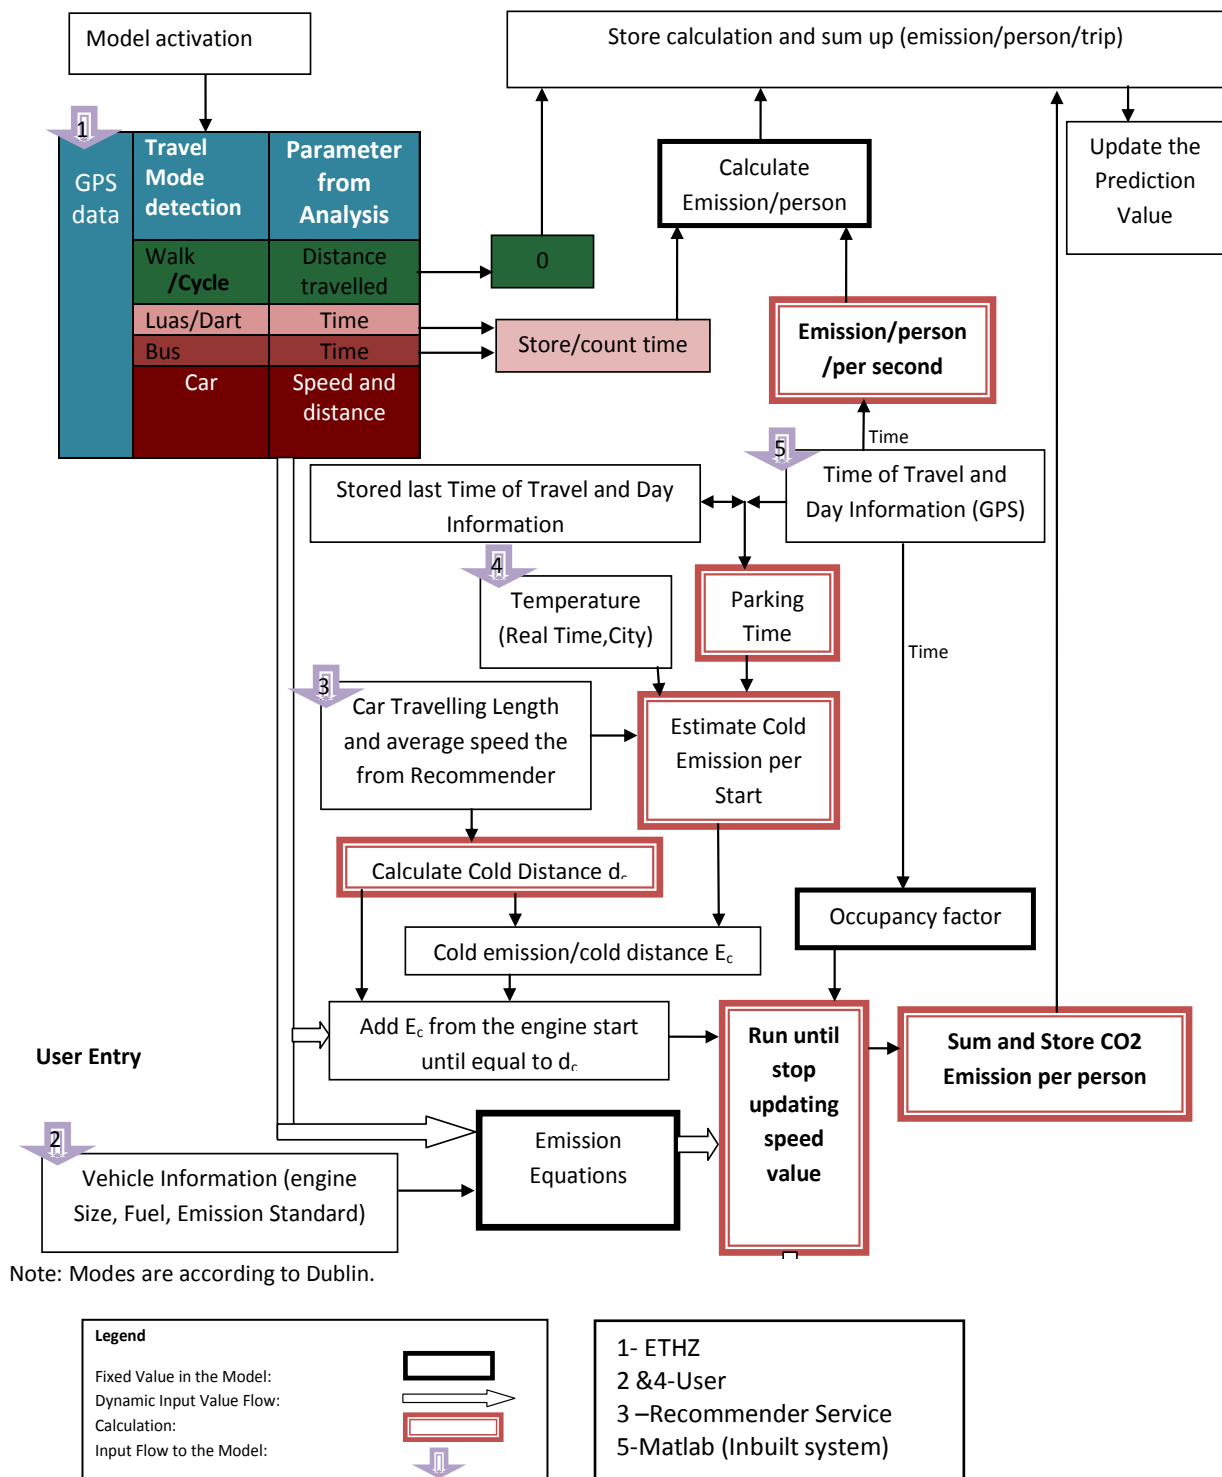 Model activation
Store calculation and sum up (emission/person/trip)
1
GPS
data
Travel
Mode
detection
Parameter
from
Analysis
Walk
/Cycle
Distance
travelled
Luas/Dart
Time
Bus
Time
Car
Speed and
distance
0
Store/count time
Calculate
Emission/person
Update the
Prediction
Value
Emission/person
/per second
Time
5
Time of Travel and
Day Information (GPS)
Stored last Time of Travel and Day
Information
4
Temperature
(Real Time,City)
Parking
Time
Time
3
Car Travelling Length
and average speed the
from Recommender
Estimate Cold
Emission per
Start
Calculate Cold Distance dc
Occupancy factor
Cold emission/cold distance Ec
Add Ec from the engine start
until equal to dc
Run until
stop
updating
speed
value
Sum and Store CO2
Emission per person
User Entry
2
Vehicle Information (engine
Size, Fuel, Emission Standard)
Emission
Equations
Note: Modes are according to Dublin.
Legend
Fixed Value in the Model:
Dynamic Input Value Flow:
Calculation:
Input Flow to the Model:
1- ETHZ
2 &4-User
3 –Recommender Service
5-Matlab (Inbuilt system)